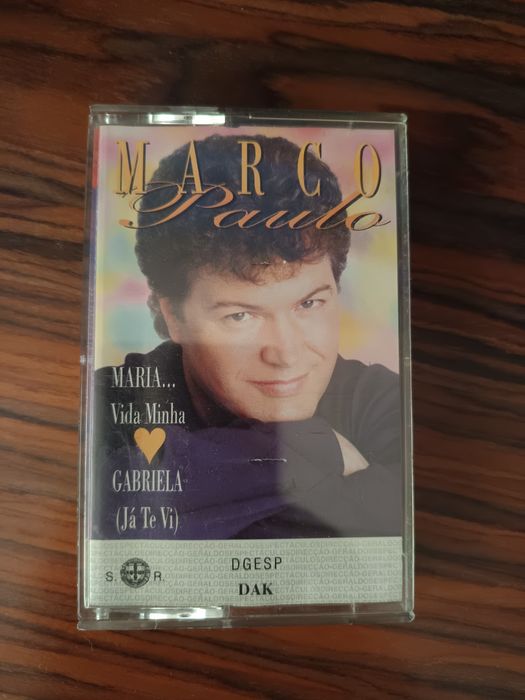 MARCO
Paulo
MARIA...
Vida Minha
GABRIELA
(Já Te Vi)
DGESP
S. R.
DAK